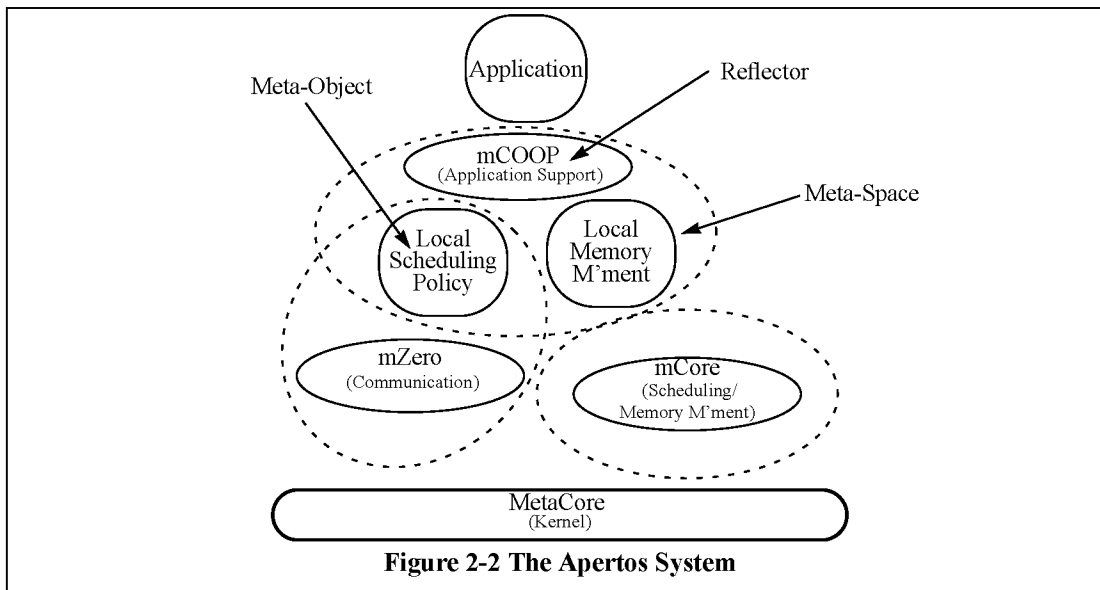 Application
Reflector
Meta-Object
mCOOP
(Application Support)
Meta-Space
Local
Scheduling
Policy
Local
Memory
M'ment
mZero
(Communication)
mCore
(Scheduling/
Memory M'ment)
MetaCore
(Kernel)
Figure 2-2 The Apertos System